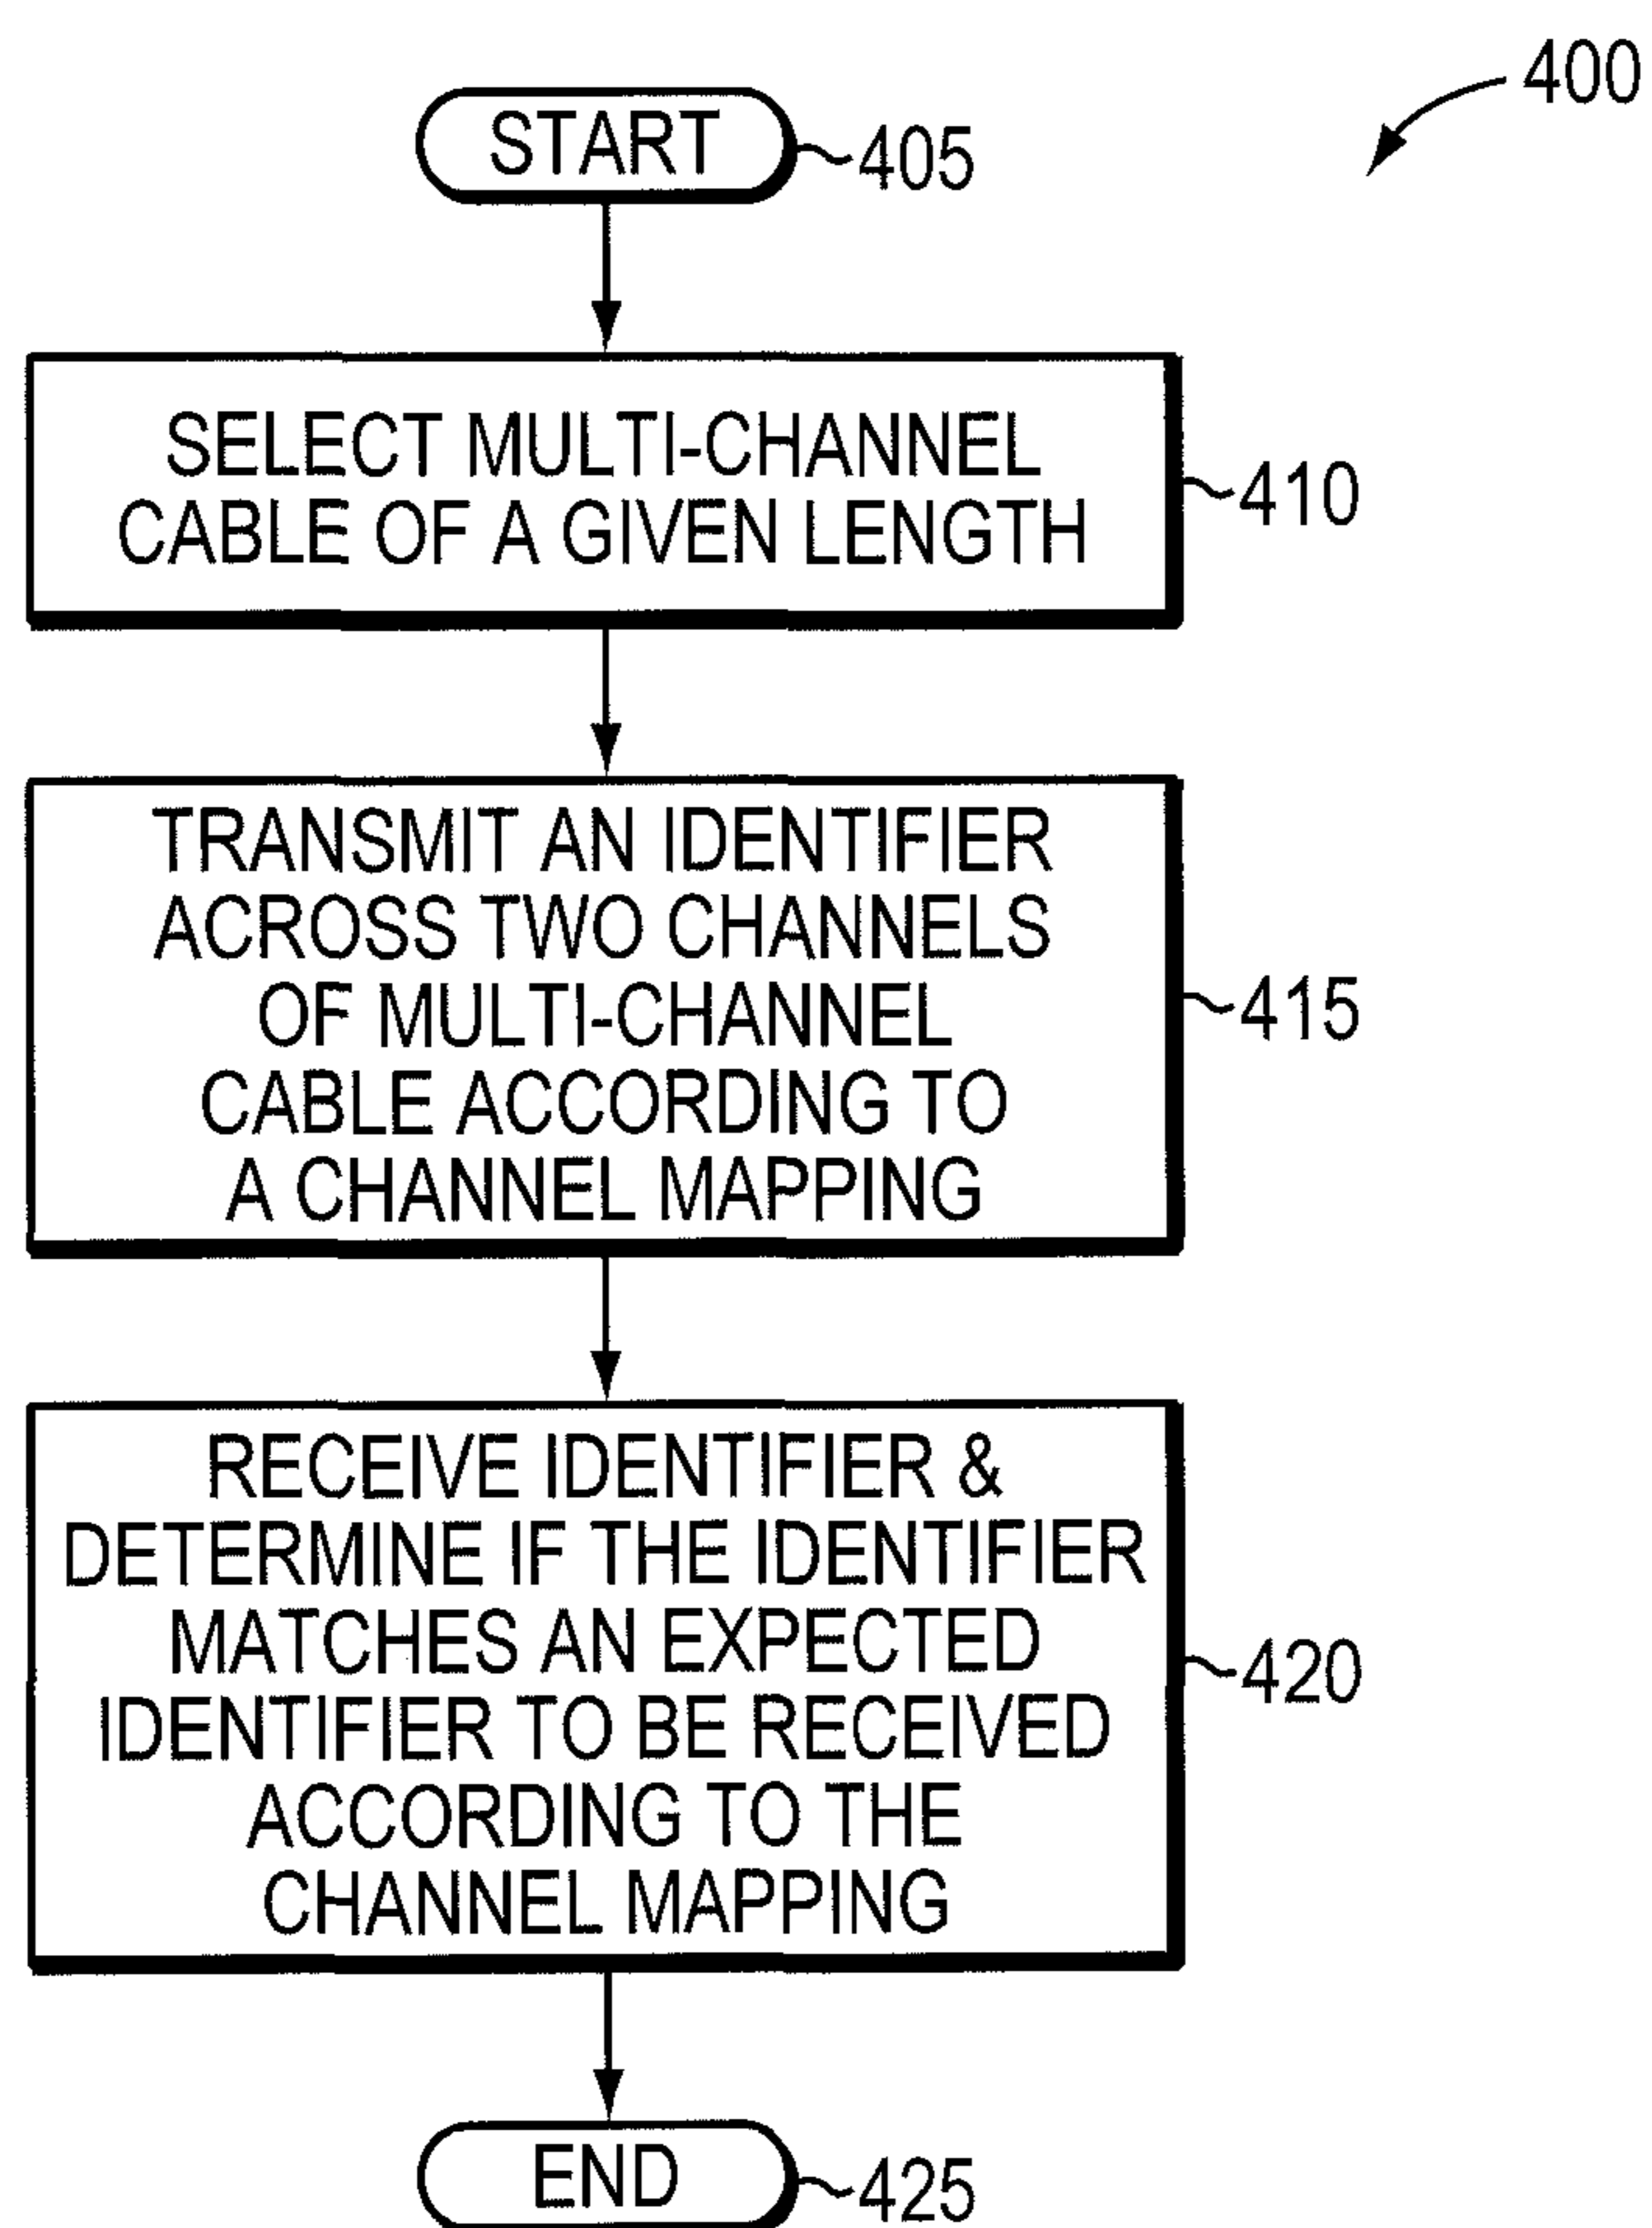 400
START
405
SELECT MULTI-CHANNEL
CABLE OF A GIVEN LENGTH
410
TRANSMIT AN IDENTIFIER
ACROSS TWO CHANNELS
OF MULTI-CHANNEL
CABLE ACCORDING TO
A CHANNEL MAPPING
415
RECEIVE IDENTIFIER &
DETERMINE IF THE IDENTIFIER
MATCHES AN EXPECTED
IDENTIFIER TO BE RECEIVED
ACCORDING TO THE
CHANNEL MAPPING
420
END
425